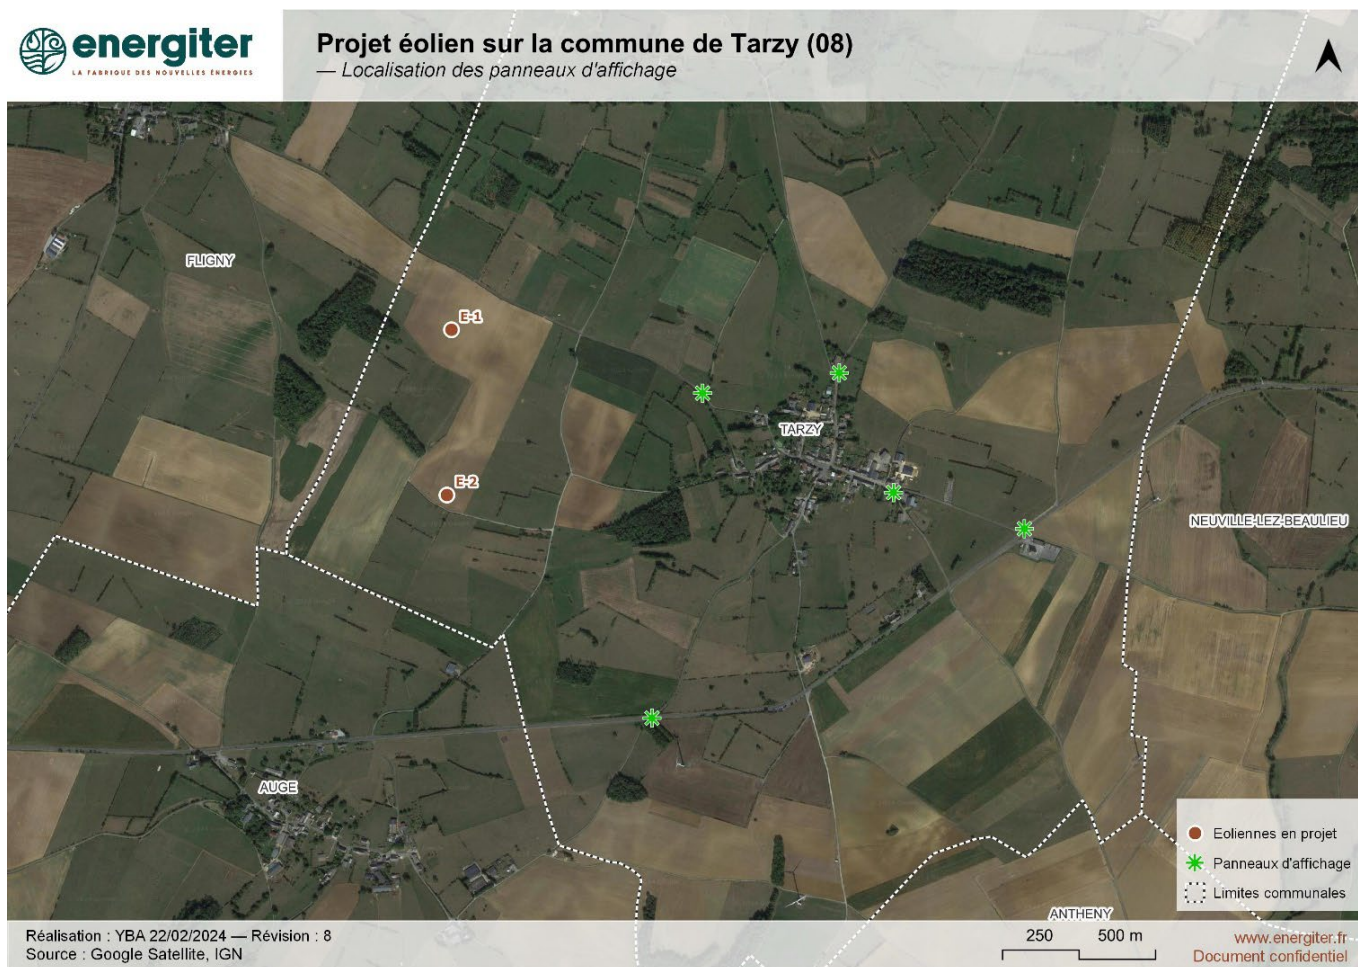 energiter
LA FABRIQUE DES NOUVELLES ÉNERGIES
Projet éolien sur la commune de Tarzy (08)
— Localisation des panneaux d'affichage
FLIGNY
E-1
TARZY
E-2
NEUVILLE-LEZ-BEAULIEU
AUGE
Eoliennes en projet
Panneaux d'affichage
Limites communales
ANTHENY
Réalisation : YBA 22/02/2024 — Révision : 8
Source : Google Satellite, IGN
250 500 m
www.energiter.fr
Document confidentiel